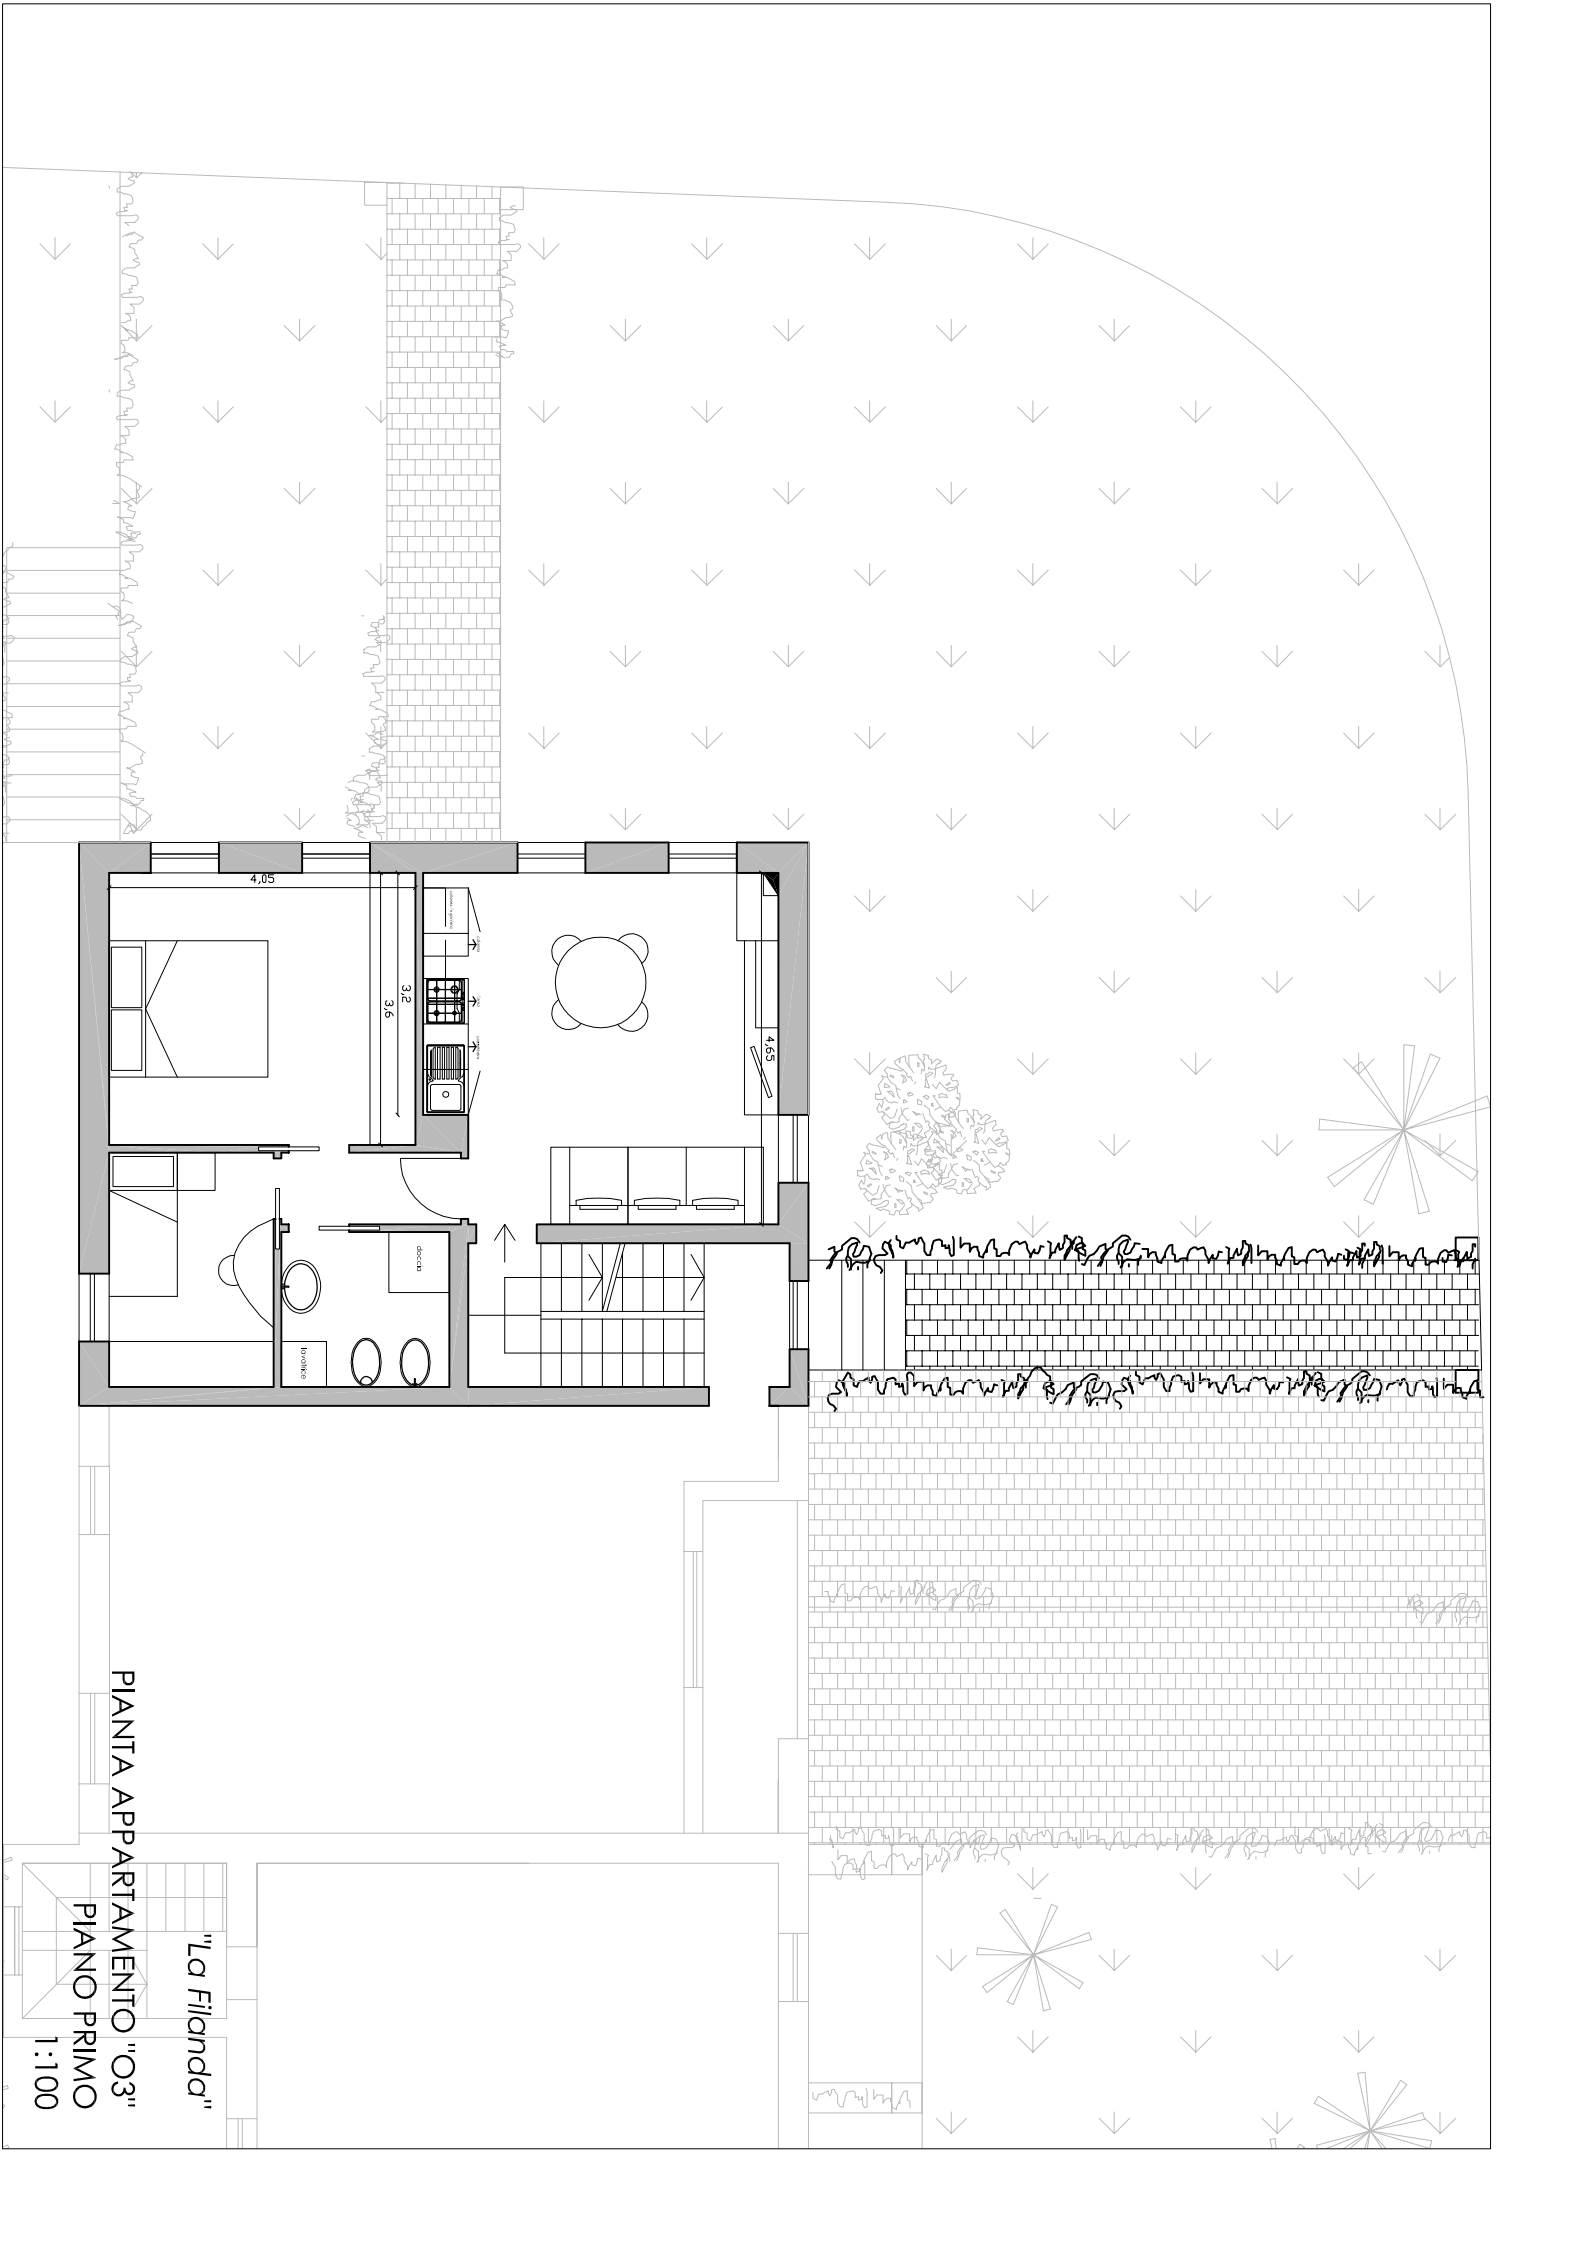 "La Filanda"
PIANTA APPARTAMENTO "O3"
PIANO PRIMO
1:100
4,05
3,2
3,6
4,65
doccia
lavatrice